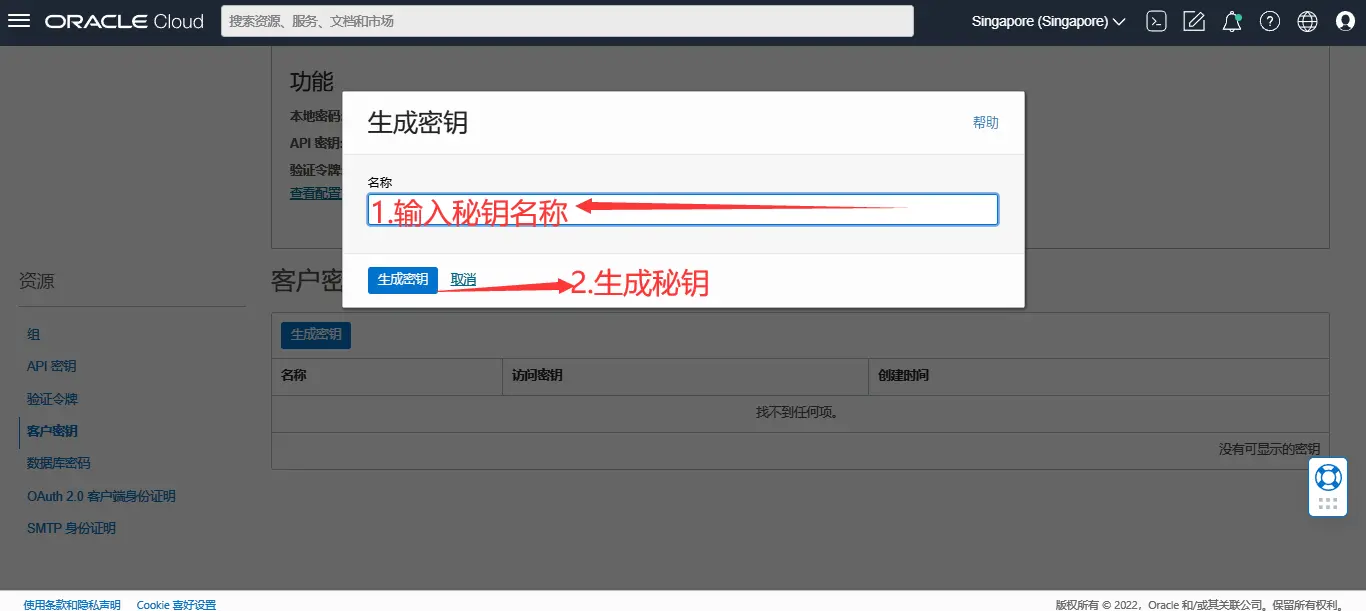 ORACLE Cloud
搜索资源、服务、文档和市场
Singapore (Singapore)
功能
本地密码:
API 密钥:
验证令牌
查看配置
生成密钥
帮助
名称
1.输入秘钥名称
生成密钥
取消
2.生成秘钥
资源
组
API 密钥
验证令牌
客户密钥
数据库密码
OAuth 2.0 客户端身份证明
SMTP 身份证明
客户密
生成密钥
名称
访问密钥
创建时间
找不到任何项。
没有可显示的密钥
使用条款和隐私声明
Cookie 喜好设置
版权所有 © 2022，Oracle 和/或其关联公司。保留所有权利。